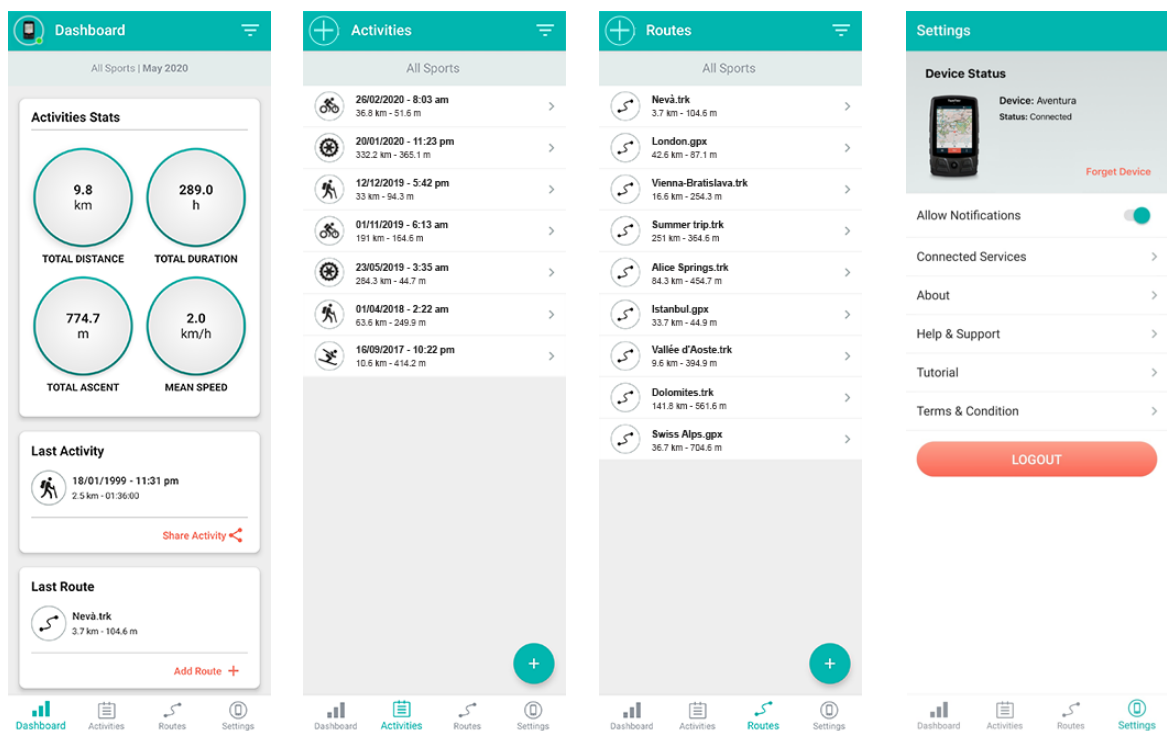 Dashboard
All Sports | May 2020
Activities Stats
9.8
km
289.0
h
TOTAL DISTANCE
TOTAL DURATION
774.7
m
2.0
km/h
TOTAL ASCENT
MEAN SPEED
Last Activity
18/01/1999 - 11:31 pm
2.5 km - 01:36:00
Share Activity
Last Route
Nevà.trk
3.7 km - 104.6 m
Add Route
Dashboard
Activities
Routes
Settings
Activities
All Sports
26/02/2020 - 8:03 am
36.8 km - 51.6 m
20/01/2020 - 11:23 pm
332.2 km - 365.1 m
12/12/2019 - 5:42 pm
33 km - 94.3 m
01/11/2019 - 6:13 am
191 km - 164.6 m
23/05/2019 - 3:35 am
284.3 km - 44.7 m
01/04/2018 - 2:22 am
63.6 km - 249.9 m
16/09/2017 - 10:22 pm
10.6 km - 414.2 m
Dashboard
Activities
Routes
Settings
Routes
All Sports
Nevà.trk
3.7 km - 104.6 m
London.gpx
42.6 km - 87.1 m
Vienna-Bratislava.trk
16.6 km - 254.3 m
Summer trip.trk
251 km - 364.6 m
Alice Springs.trk
84.3 km - 454.7 m
Istanbul.gpx
33.7 km - 44.9 m
Vallée d'Aoste.trk
9.6 km - 394.9 m
Dolomites.trk
141.8 km - 561.6 m
Swiss Alps.gpx
36.7 km - 704.6 m
Dashboard
Activities
Routes
Settings
Settings
Device Status
Device: Aventura
Status: Connected
Forget Device
Allow Notifications
Connected Services
About
Help & Support
Tutorial
Terms & Condition
LOGOUT
Dashboard
Activities
Routes
Settings